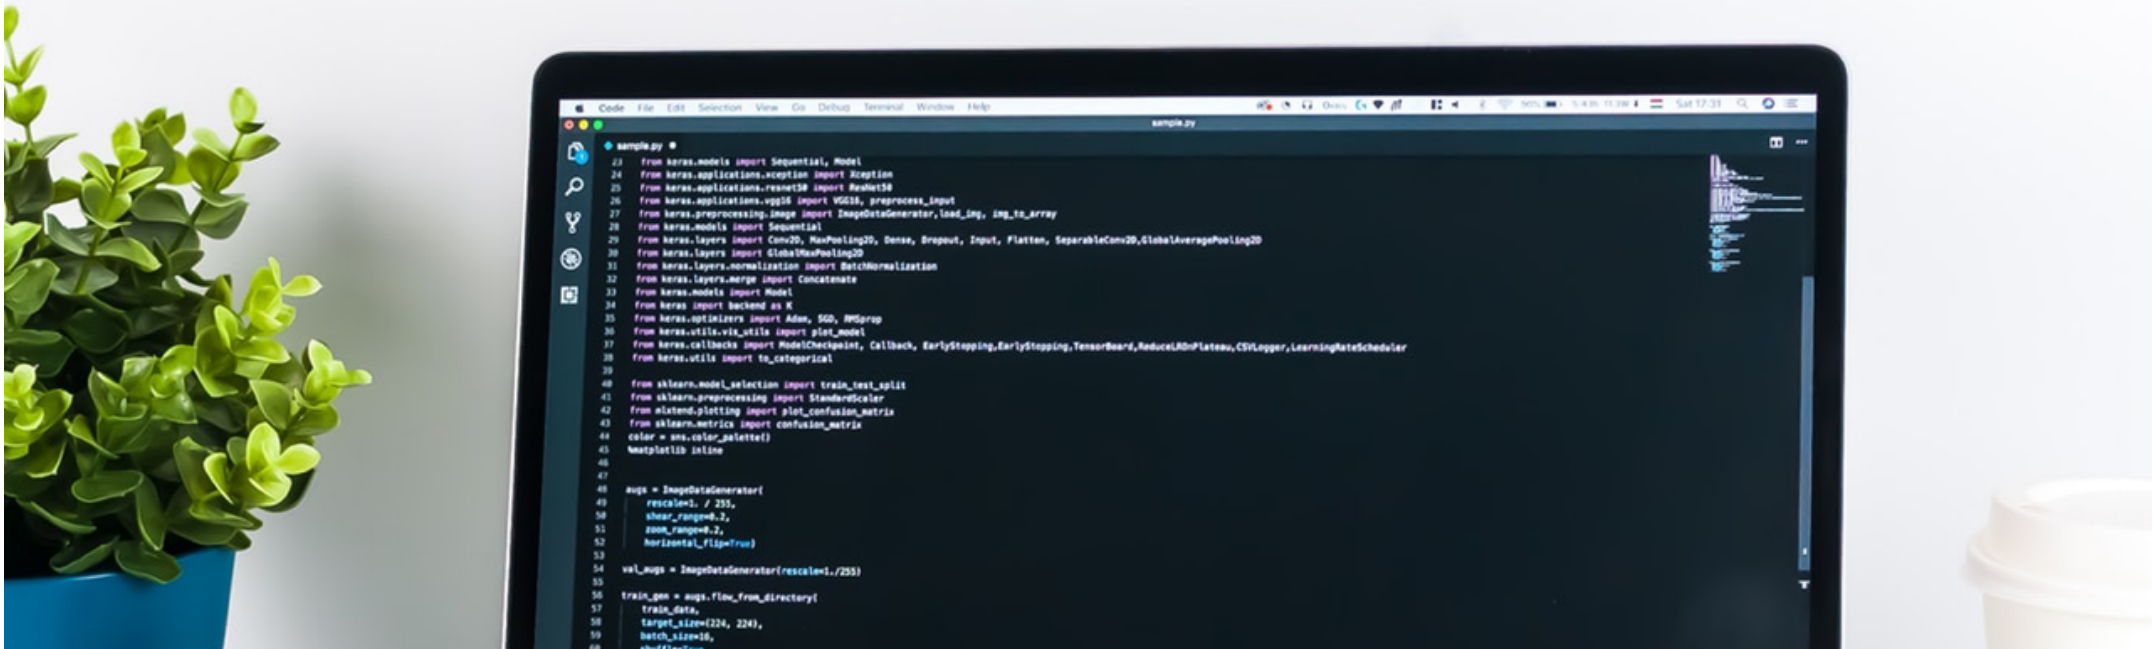 Code File Edit Selection View Go Debug Terminal Window Help 90% Sat 17:31
sample.py
sample.py
23 from keras.models import Sequential, Model
24 from keras.applications.xception import Xception
25 from keras.applications.resnet50 import ResNet50
26 from keras.applications.vgg16 import VGG16, preprocess_input
27 from keras.preprocessing.image import ImageDataGenerator,load_img, img_to_array
28 from keras.models import Sequential
29 from keras.layers import Conv2D, MaxPooling2D, Dense, Dropout, Input, Flatten, SeparableConv2D,GlobalAveragePooling2D
30 from keras.layers import GlobalMaxPooling2D
31 from keras.layers.normalization import BatchNormalization
32 from keras.layers.merge import Concatenate
33 from keras.models import Model
34 from keras import backend as K
35 from keras.optimizers import Adam, SGD, RMSprop
36 from keras.utils.vis_utils import plot_model
37 from keras.callbacks import ModelCheckpoint, Callback, EarlyStopping,EarlyStopping,TensorBoard,ReduceLROnPlateau,CSVLogger,LearningRateScheduler
38 from keras.utils import to_categorical
39
40 from sklearn.model_selection import train_test_split
41 from sklearn.preprocessing import StandardScaler
42 from mlxtend.plotting import plot_confusion_matrix
43 from sklearn.metrics import confusion_matrix
44 color = sns.color_palette()
45 %matplotlib inline
46
47
48 augs = ImageDataGenerator(
49 rescale=1. / 255,
50 shear_range=0.2,
51 zoom_range=0.2,
52 horizontal_flip=True)
53
54 val_augs = ImageDataGenerator(rescale=1./255)
55
56 train_gen = augs.flow_from_directory(
57 train_data,
58 target_size=(224, 224),
59 batch_size=16,